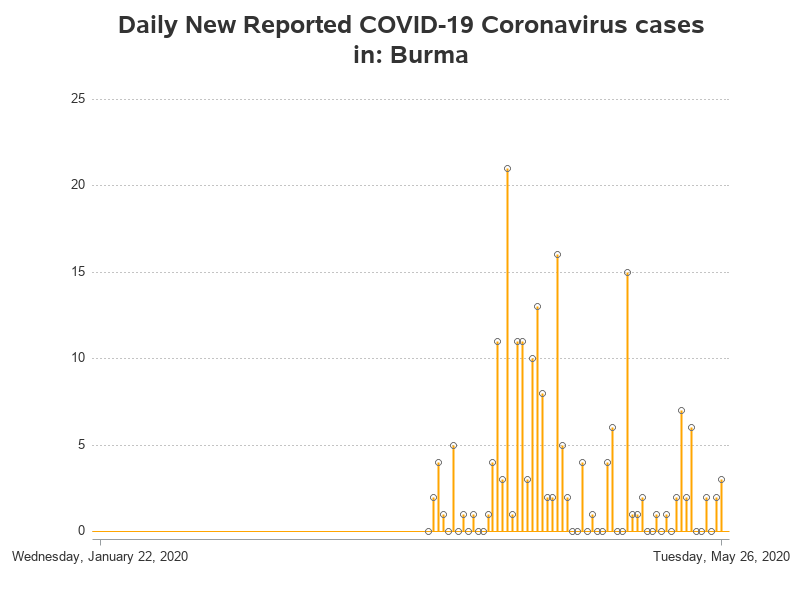 Daily New Reported COVID-19 Coronavirus cases
in: Burma
25
20
15
10
5
0
Wednesday, January 22, 2020
Tuesday, May 26, 2020